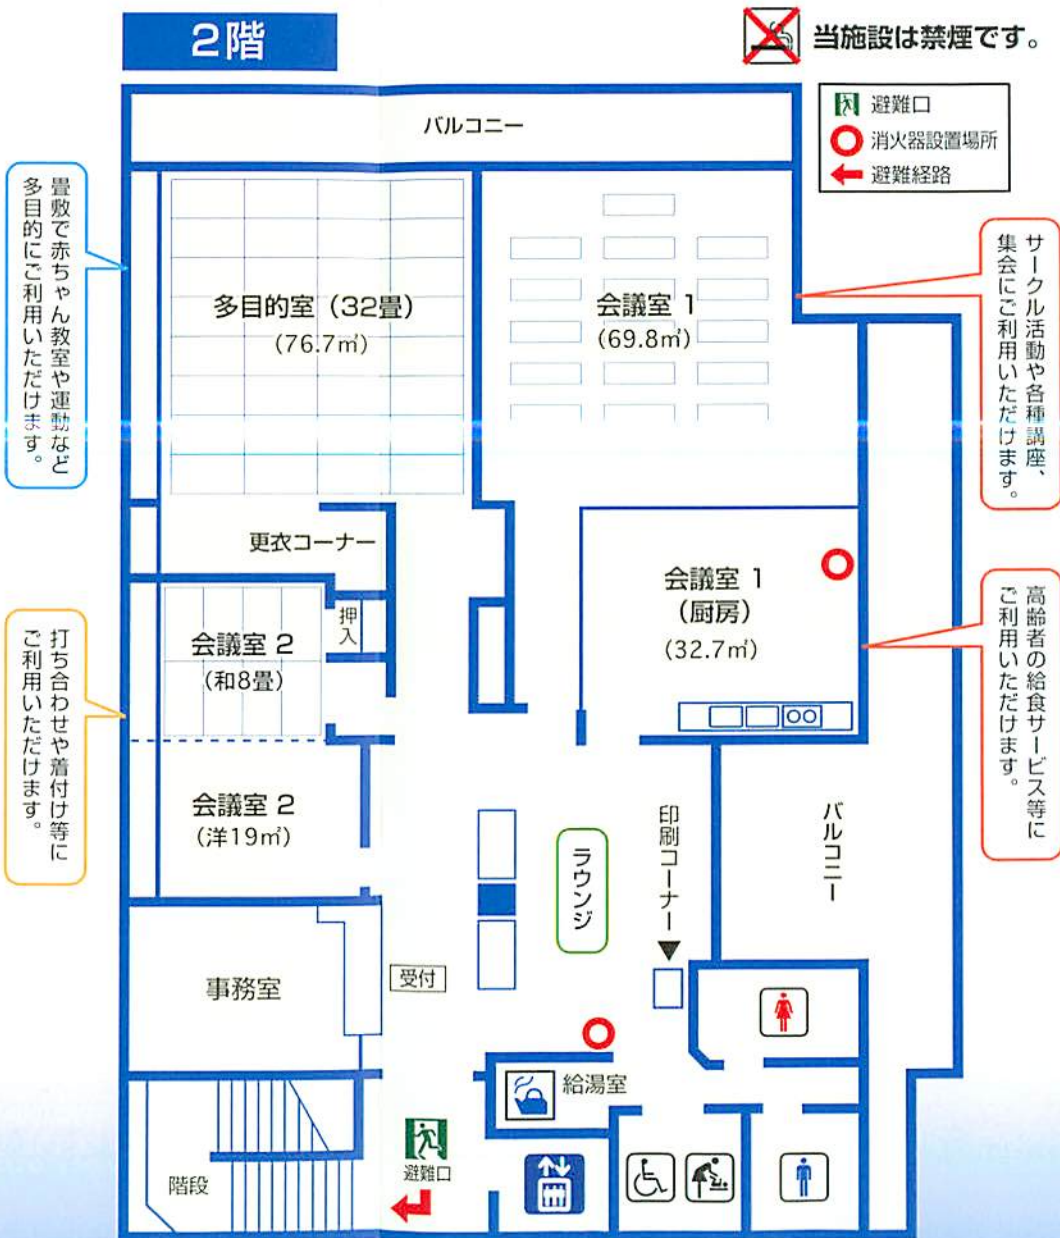 2階
当施設は禁煙です。
避難口
消火器設置場所
避難経路
バルコニー
畳敷で赤ちゃん教室や運動など
多目的にご利用いただけます。
多目的室（32畳）
（76.7㎡）
会議室 1
（69.8㎡）
サークル活動や各種講座、
集会にご利用いただけます。
更衣コーナー
会議室 1
（厨房）
（32.7㎡）
高齢者の給食サービス等に
ご利用いただけます。
押入
会議室 2
（和8畳）
打ち合わせや着付け等に
ご利用いただけます。
会議室 2
（洋19㎡）
ラウンジ
印刷コーナー
バルコニー
事務室
受付
給湯室
階段
避難口